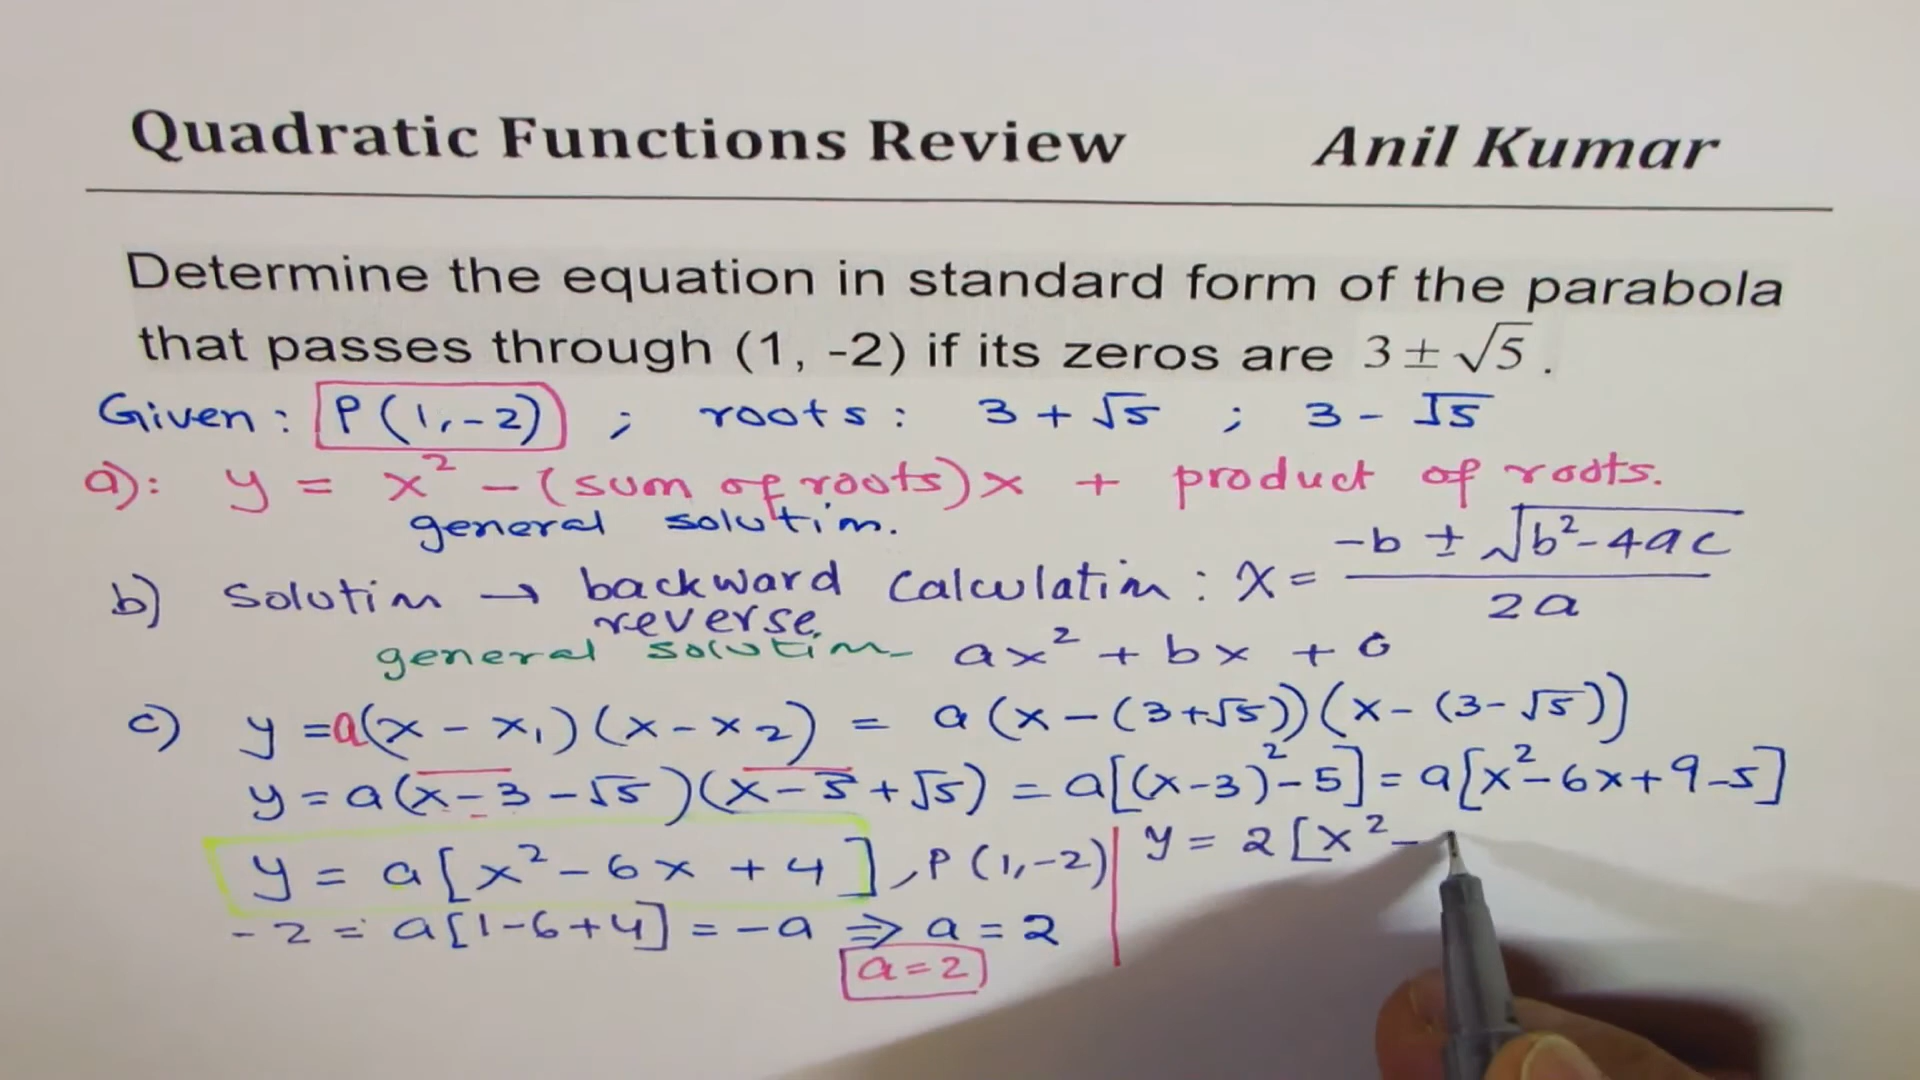 Quadratic Functions Review Anil Kumar
Determine the equation in standard form of the parabola
that passes through (1, -2) if its zeros are 3 ± √5 .
Given : P (1, -2) ; roots : 3 + √5 ; 3 - √5
a): y = x² - (sum of roots) x + product of roots.
general solutim.
b) Solutim → backward calculatim : X = (-b ± √(b² - 4ac)) / 2a
reverse
general solutim - ax² + bx + c
c) y = a(x - x₁) (x - x₂) = a (x - (3 + √5)) (x - (3 - √5))
y = a (x - 3 - √5) (x - 3 + √5) = a [(x - 3)² - 5] = a [x² - 6x + 9 - 5]
y = a [x² - 6x + 4] , P (1, -2) | y = 2 [x² -
- 2 = a [1 - 6 + 4] = -a ⇒ a = 2
a = 2